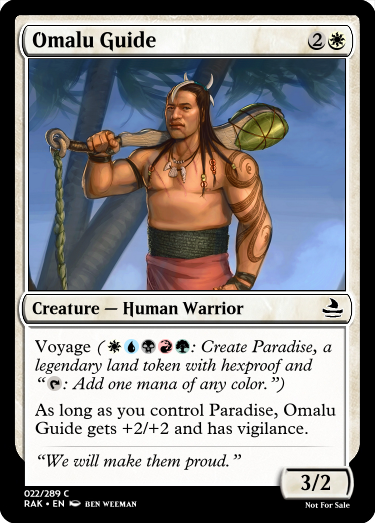 Omalu Guide 2
Creature — Human Warrior
Voyage ( : Create Paradise, a
legendary land token with hexproof and
“ : Add one mana of any color.”)
As long as you control Paradise, Omalu
Guide gets +2/+2 and has vigilance.
“We will make them proud.”
3/2
022/289 C
RAK • EN BEN WEEMAN
Not For Sale